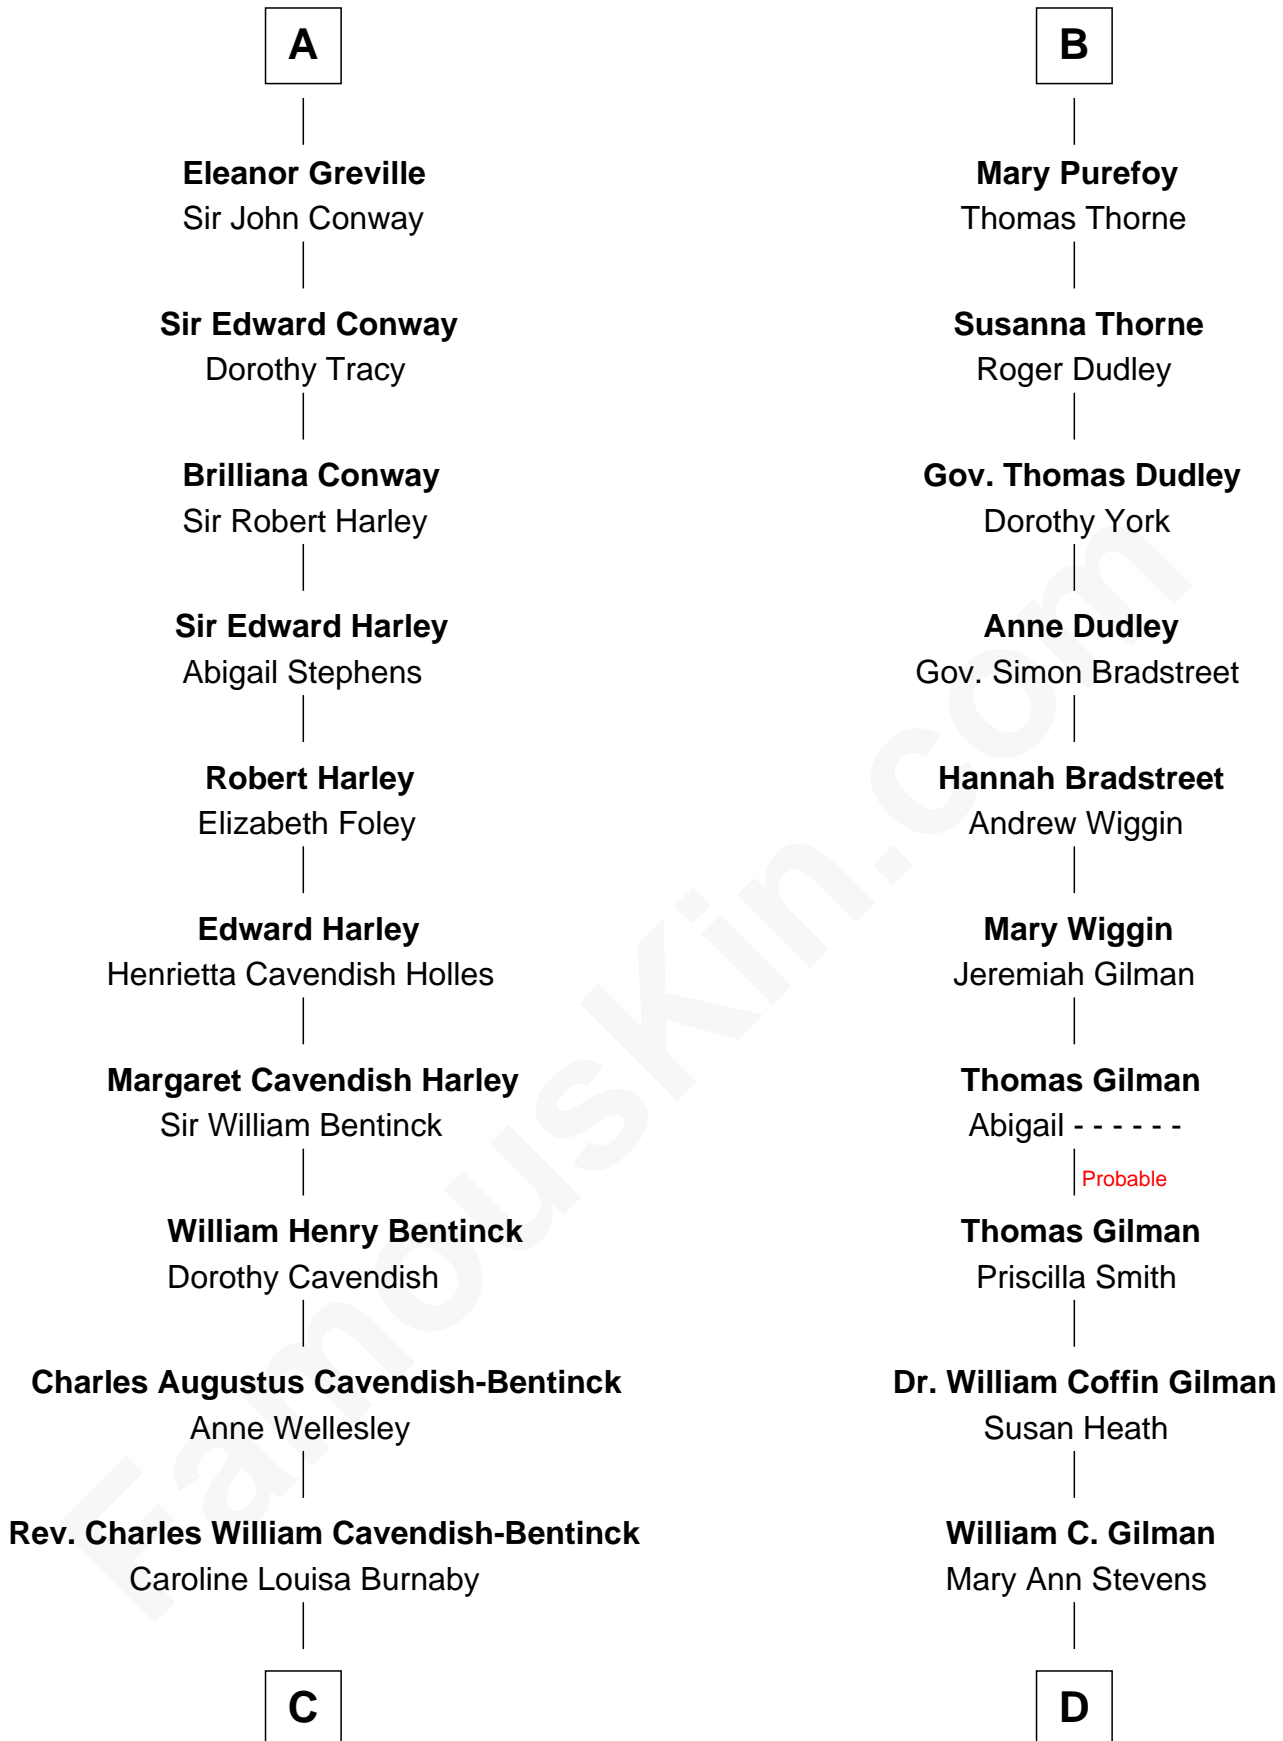 A
Eleanor Greville
Sir John Conway
Sir Edward Conway
Dorothy Tracy
Brilliana Conway
Sir Robert Harley
Sir Edward Harley
Abigail Stephens
Robert Harley
Elizabeth Foley
Edward Harley
Henrietta Cavendish Holles
Margaret Cavendish Harley
Sir William Bentinck
William Henry Bentinck
Dorothy Cavendish
Charles Augustus Cavendish-Bentinck
Anne Wellesley
Rev. Charles William Cavendish-Bentinck
Caroline Louisa Burnaby
C
B
Mary Purefoy
Thomas Thorne
Susanna Thorne
Roger Dudley
Gov. Thomas Dudley
Dorothy York
Anne Dudley
Gov. Simon Bradstreet
Hannah Bradstreet
Andrew Wiggin
Mary Wiggin
Jeremiah Gilman
Thomas Gilman
Abigail - - - - - -
Probable
Thomas Gilman
Priscilla Smith
Dr. William Coffin Gilman
Susan Heath
William C. Gilman
Mary Ann Stevens
D
FamousKin.com